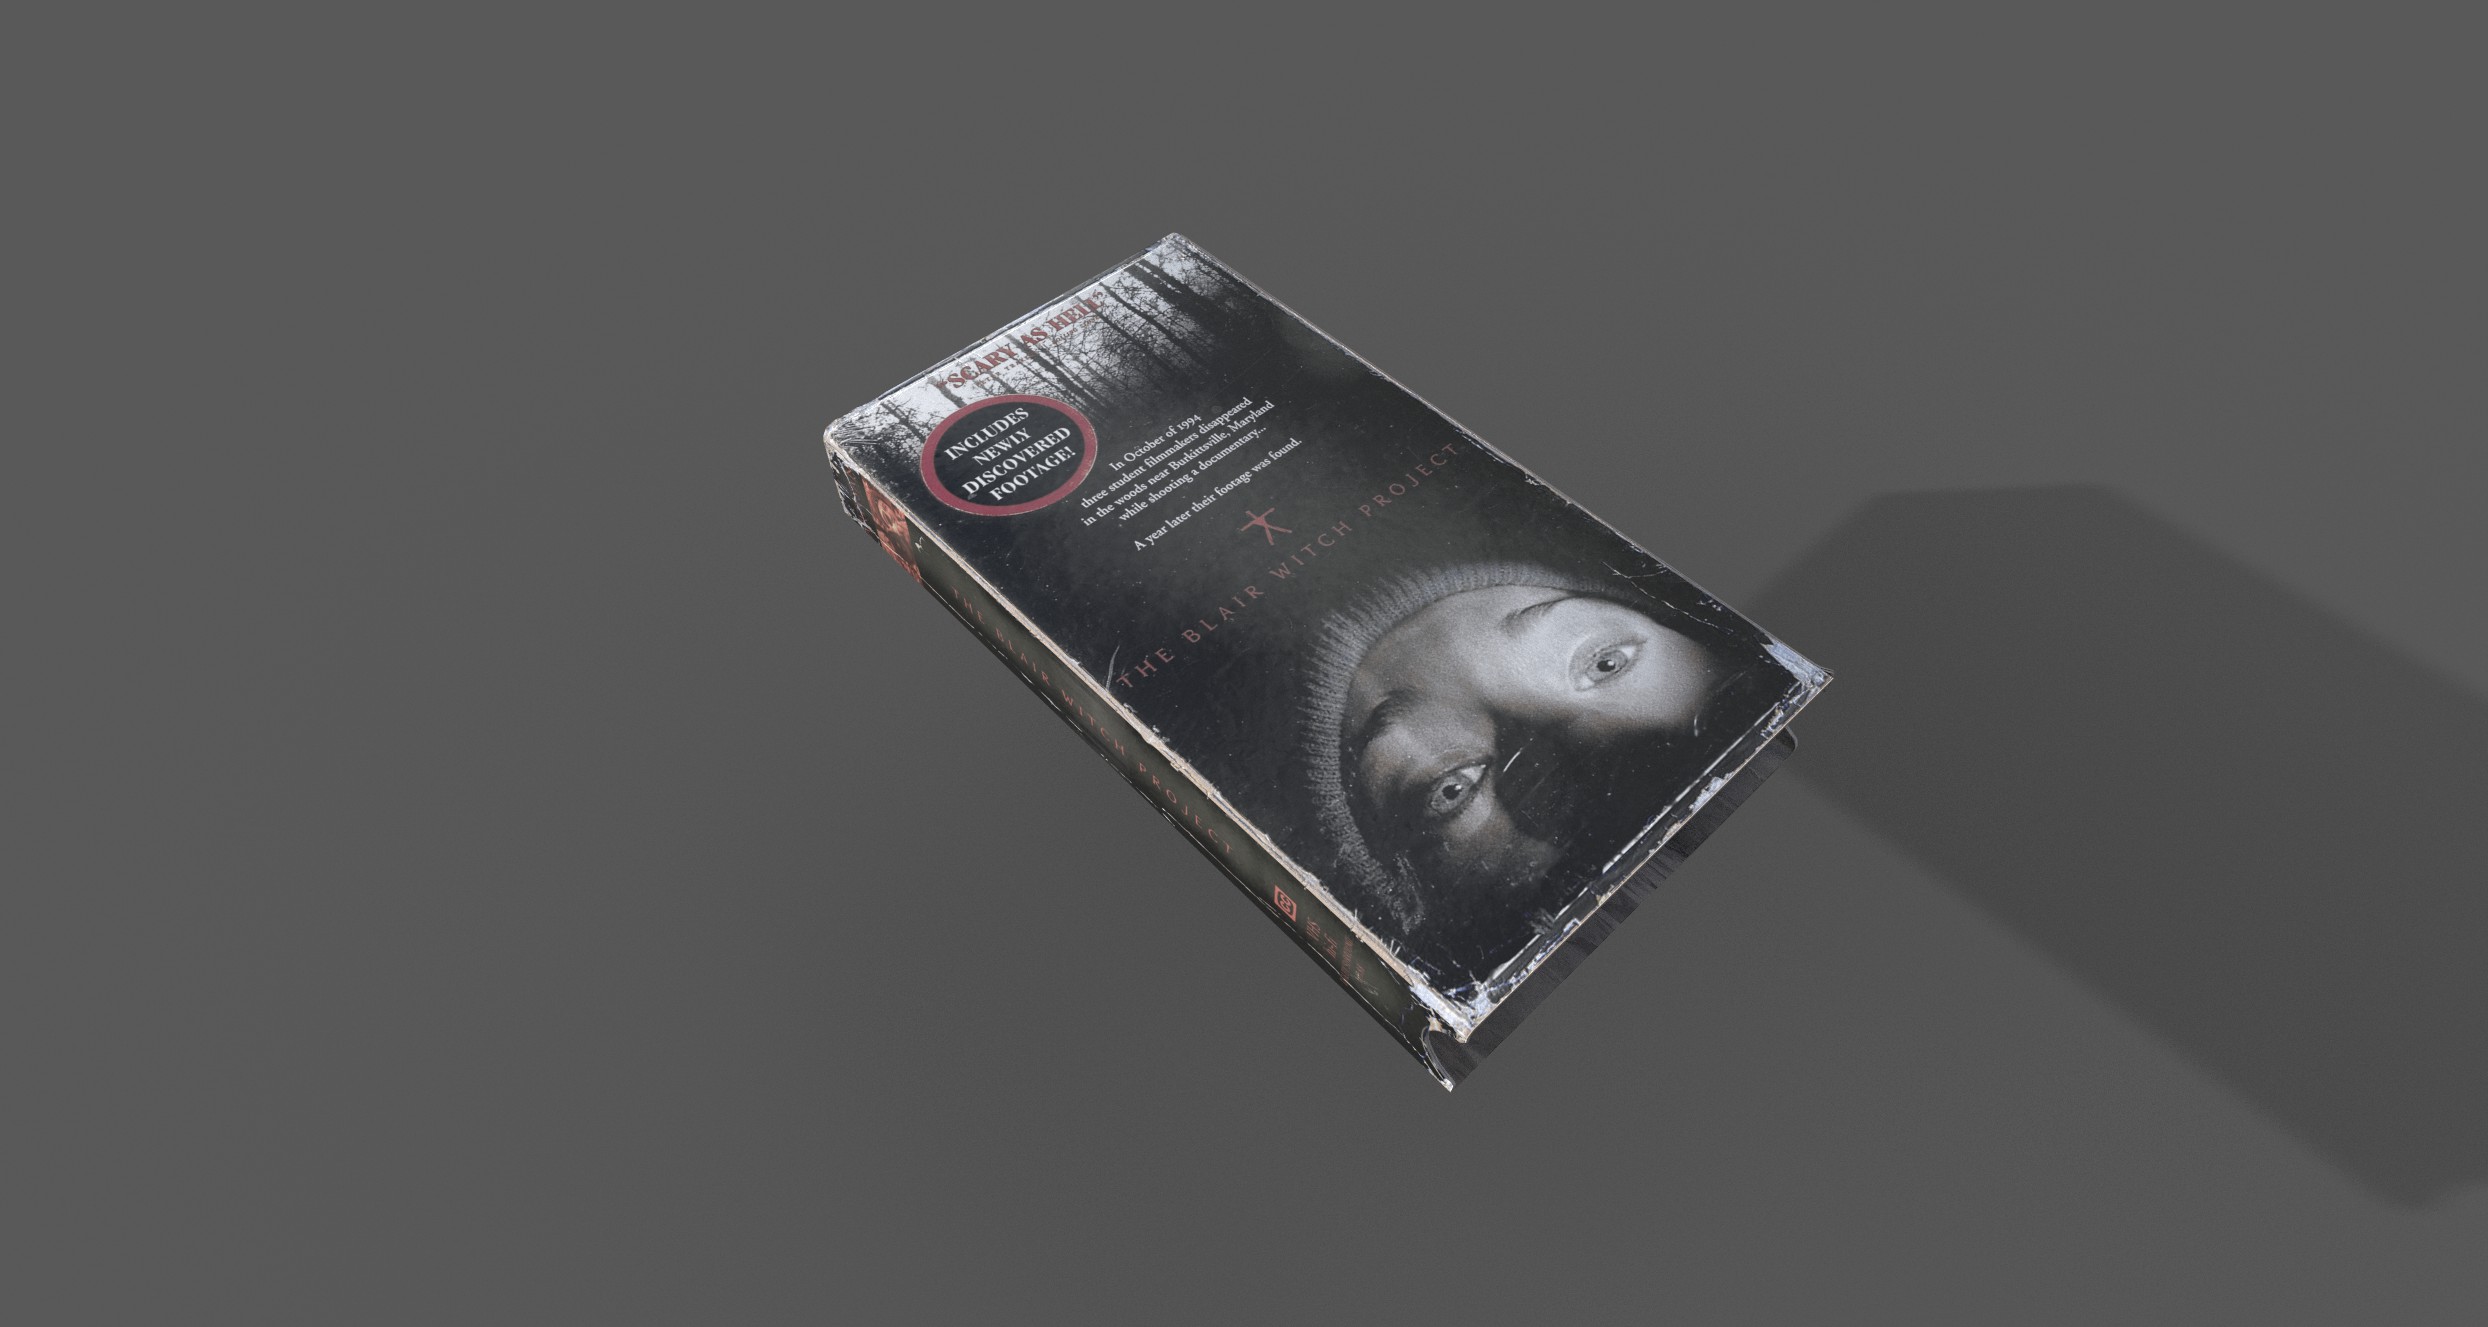 "SCARY AS HELL"
INCLUDES
NEWLY
DISCOVERED
FOOTAGE!
In October of 1994
three student filmmakers disappeared
in the woods near Burkittsville, Maryland
while shooting a documentary...
A year later their footage was found.
THE BLAIR WITCH PROJECT
THE BLAIR WITCH PROJECT
VHS